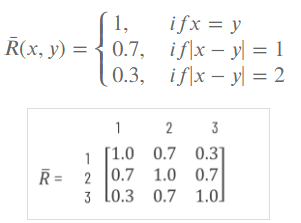 1, if x = y
R̄(x, y) = { 0.7, if|x − y| = 1
0.3, if|x − y| = 2
1 2 3
1 [1.0 0.7 0.3]
R̄ = 2 [0.7 1.0 0.7]
3 [0.3 0.7 1.0]